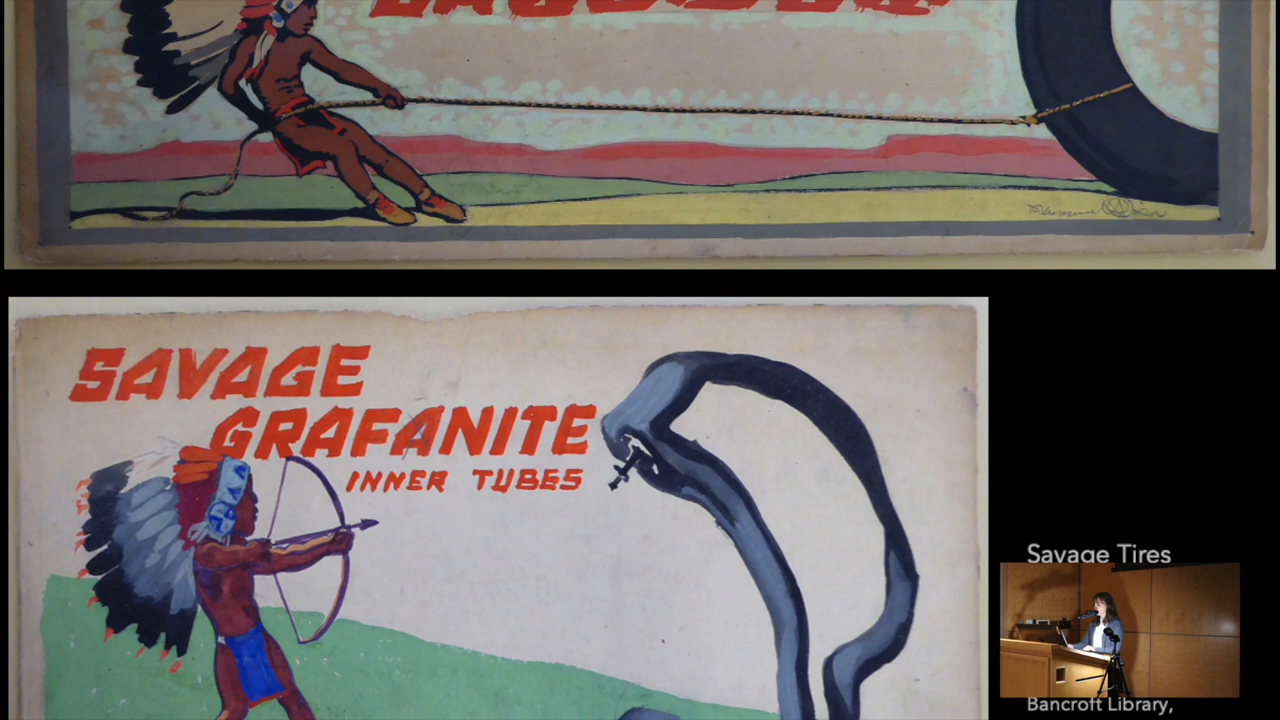 SAVAGE
GRAFANITE
INNER TUBES
Savage Tires
Bancroft Library,